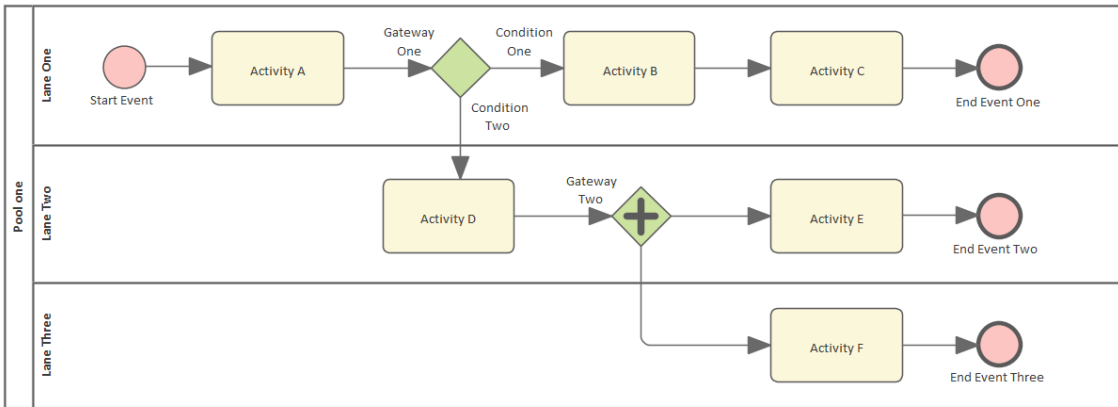 Pool one
Lane One
Start Event
Activity A
Gateway
One
Condition
One
Activity B
Activity C
End Event One
Condition
Two
Lane Two
Activity D
Gateway
Two
Activity E
End Event Two
Lane Three
Activity F
End Event Three